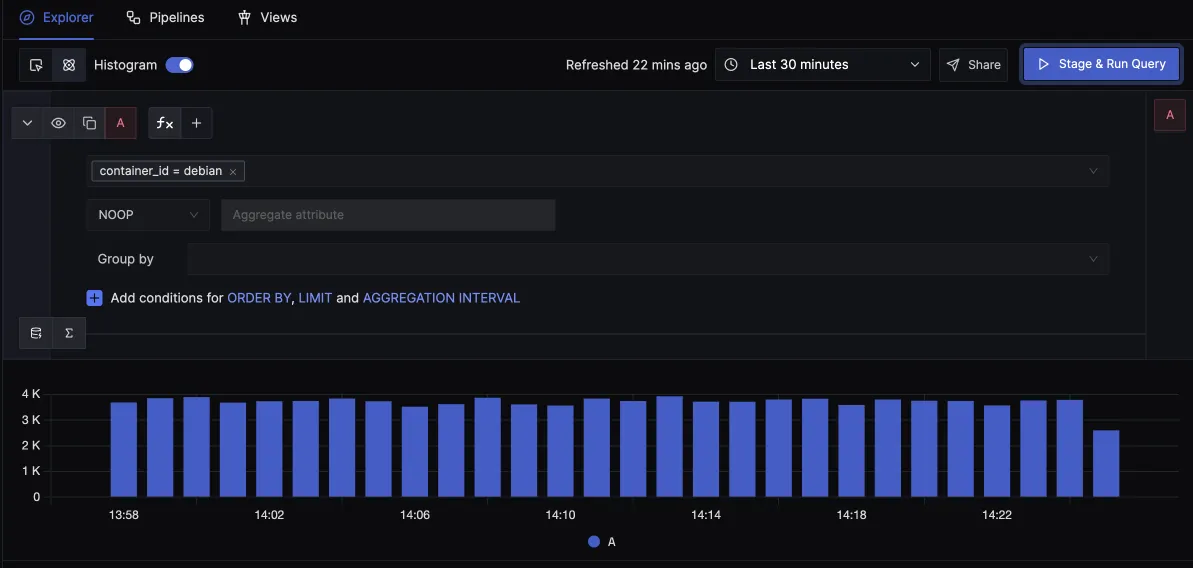 Explorer Pipelines Views
Histogram Refreshed 22 mins ago Last 30 minutes Share Stage & Run Query
A fx + A
container_id = debian ×
NOOP Aggregate attribute
Group by
+ Add conditions for ORDER BY, LIMIT and AGGREGATION INTERVAL
Σ
4 K
3 K
2 K
1 K
0
13:58 14:02 14:06 14:10 14:14 14:18 14:22
A